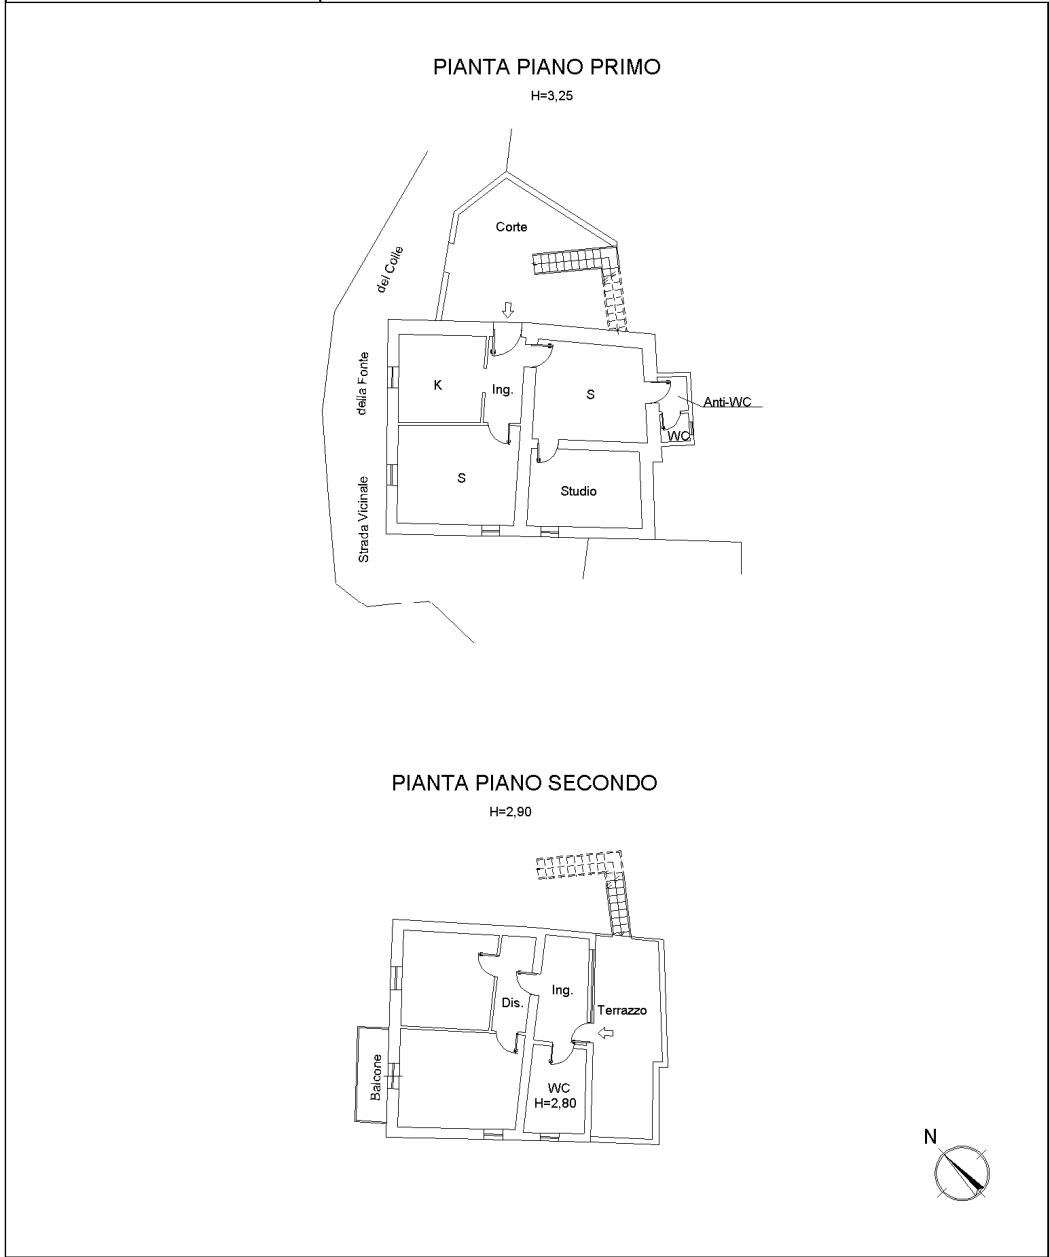 PIANTA PIANO PRIMO
H=3,25
Corte
del Colle
della Fonte
Strada Vicinale
K
Ing.
S
Anti-WC
WC
S
Studio
PIANTA PIANO SECONDO
H=2,90
Dis.
Ing.
Terrazzo
Balcone
WC
H=2,80
N